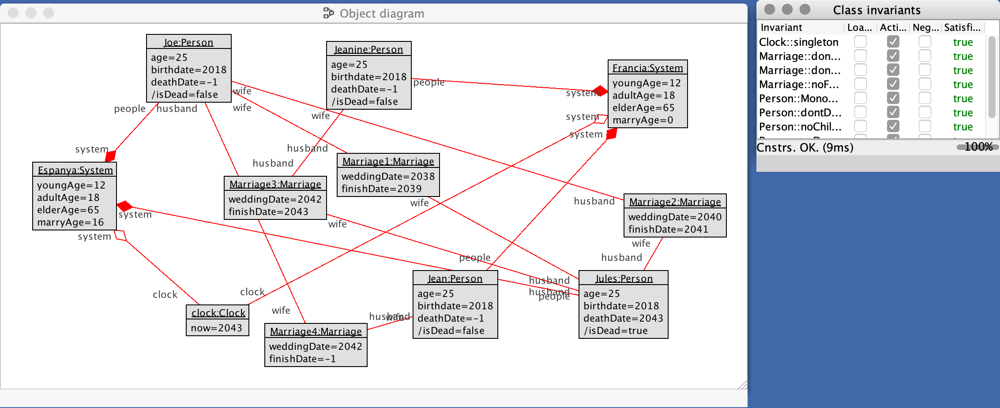 Object diagram
Joe:Person
age=25
birthdate=2018
deathDate=-1
/isDead=false
Jeanine:Person
age=25
birthdate=2018
deathDate=-1
/isDead=false
Francia:System
youngAge=12
adultAge=18
elderAge=65
marryAge=0
people
system
wife
wife
people
husband
wife
system
system
system
husband
husband
Espanya:System
youngAge=12
adultAge=18
elderAge=65
marryAge=16
Marriage1:Marriage
weddingDate=2038
finishDate=2039
Marriage3:Marriage
weddingDate=2042
finishDate=2043
wife
husband
Marriage2:Marriage
weddingDate=2040
finishDate=2041
system
wife
system
wife
husband
people
Jean:Person
age=25
birthdate=2018
deathDate=-1
/isDead=false
husband
husband
people
Jules:Person
age=25
birthdate=2018
deathDate=2043
/isDead=true
clock
clock
clock:Clock
now=2043
wife
husband
wife
Marriage4:Marriage
weddingDate=2042
finishDate=-1
Class invariants
Invariant Loa... Acti... Neg... Satisfi...
Clock::singleton true
Marriage::don... true
Marriage::don... true
Marriage::noF... true
Person::Mono... true
Person::dontD... true
Person::noChil... true
Cnstrs. OK. (9ms) 100%